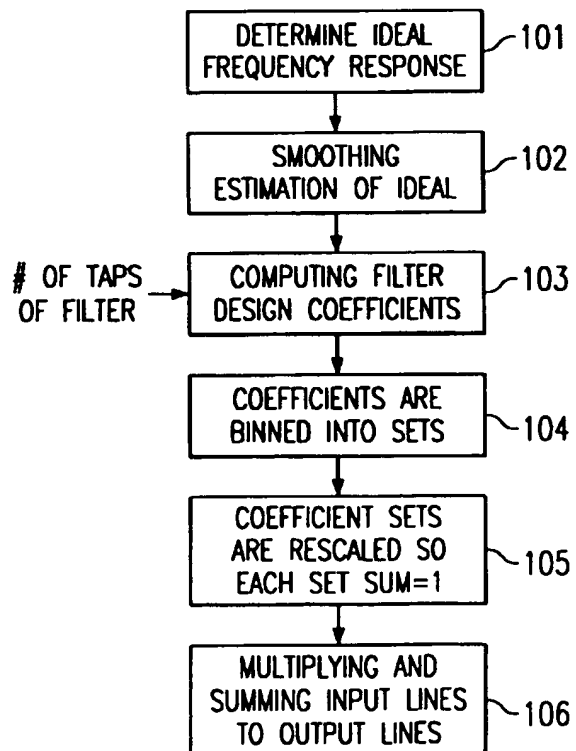 DETERMINE IDEAL
FREQUENCY RESPONSE
101
SMOOTHING
ESTIMATION OF IDEAL
102
# OF TAPS
OF FILTER
COMPUTING FILTER
DESIGN COEFFICIENTS
103
COEFFICIENTS ARE
BINNED INTO SETS
104
COEFFICIENT SETS
ARE RESCALED SO
EACH SET SUM=1
105
MULTIPLYING AND
SUMMING INPUT LINES
TO OUTPUT LINES
106